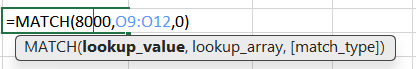 =MATCH(8000,O9:O12,0)
MATCH(lookup_value, lookup_array, [match_type])